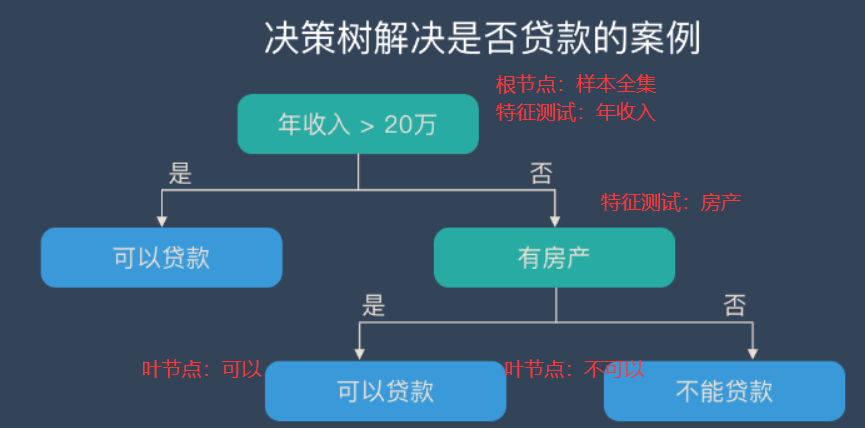 决策树解决是否贷款的案例
根节点：样本全集
特征测试：年收入
年收入 > 20万
是
否
特征测试：房产
可以贷款
有房产
是
否
叶节点：可以
叶节点：不可以
可以贷款
不能贷款